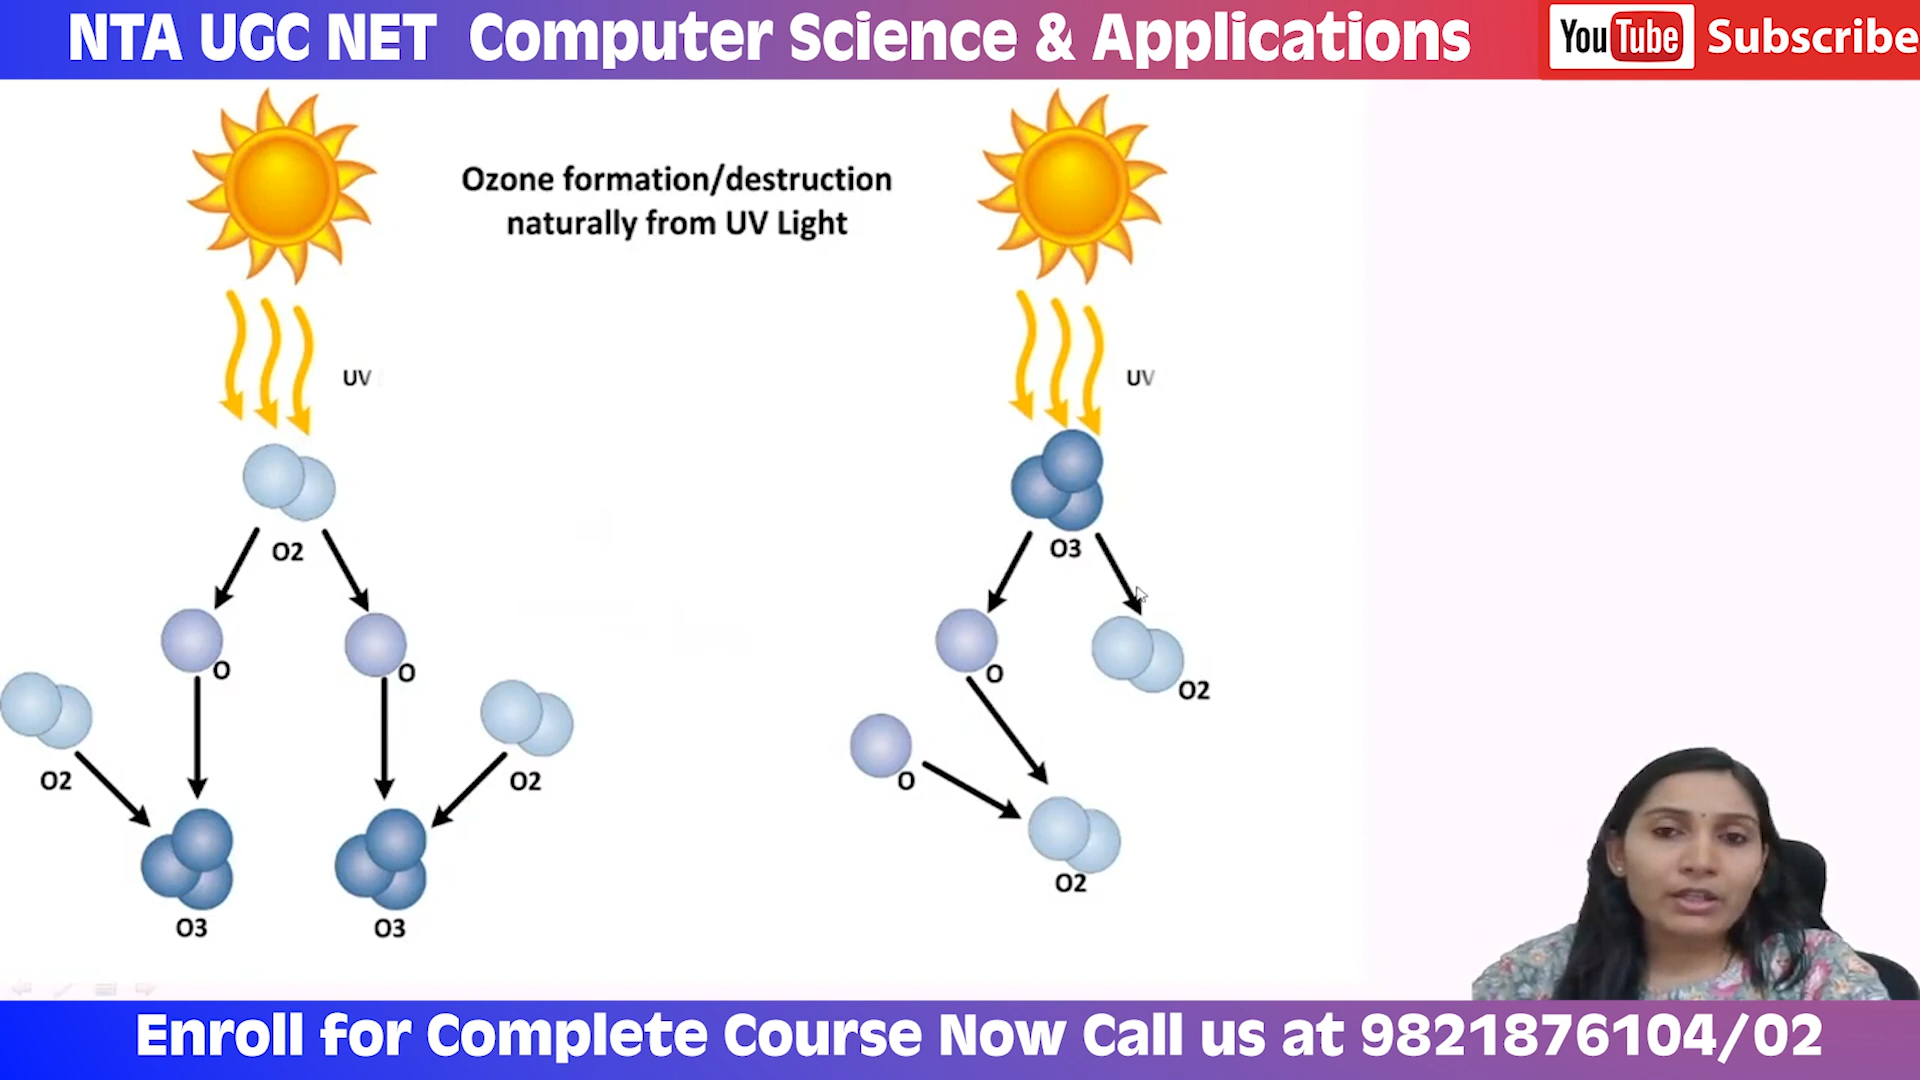 NTA UGC NET Computer Science & Applications
YouTube Subscribe
Ozone formation/destruction
naturally from UV Light
UV
UV
O2
O3
O
O
O
O2
O2
O2
O
O2
O3
O3
Enroll for Complete Course Now Call us at 9821876104/02